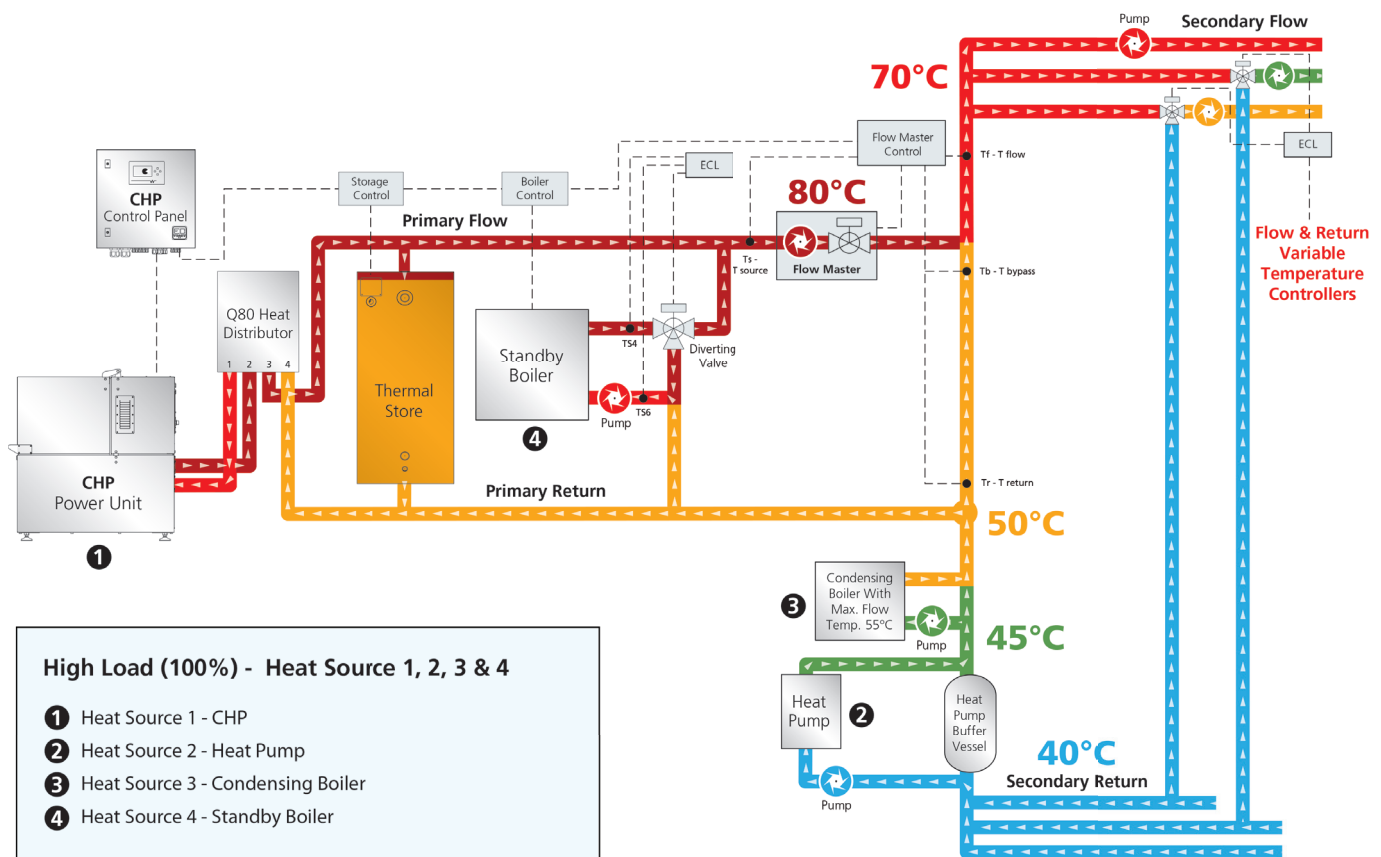 Pump
Secondary Flow
70°C
Flow Master
Control
Tf - T flow
ECL
ECL
CHP
Control Panel
Storage
Control
Boiler
Control
80°C
Primary Flow
Ts -
T source
Flow Master
Tb - T bypass
Flow & Return
Variable
Temperature
Controllers
Q80 Heat
Distributor
1 2 3 4
Standby
Boiler
TS4
Diverting
Valve
Thermal
Store
Pump
TS6
4
CHP
Power Unit
1
Primary Return
Tr - T return
50°C
Condensing
Boiler With
Max. Flow
Temp. 55°C
3
Pump
45°C
Heat
Pump
2
Heat
Pump
Buffer
Vessel
40°C
Secondary Return
Pump
High Load (100%) - Heat Source 1, 2, 3 & 4
1 Heat Source 1 - CHP
2 Heat Source 2 - Heat Pump
3 Heat Source 3 - Condensing Boiler
4 Heat Source 4 - Standby Boiler